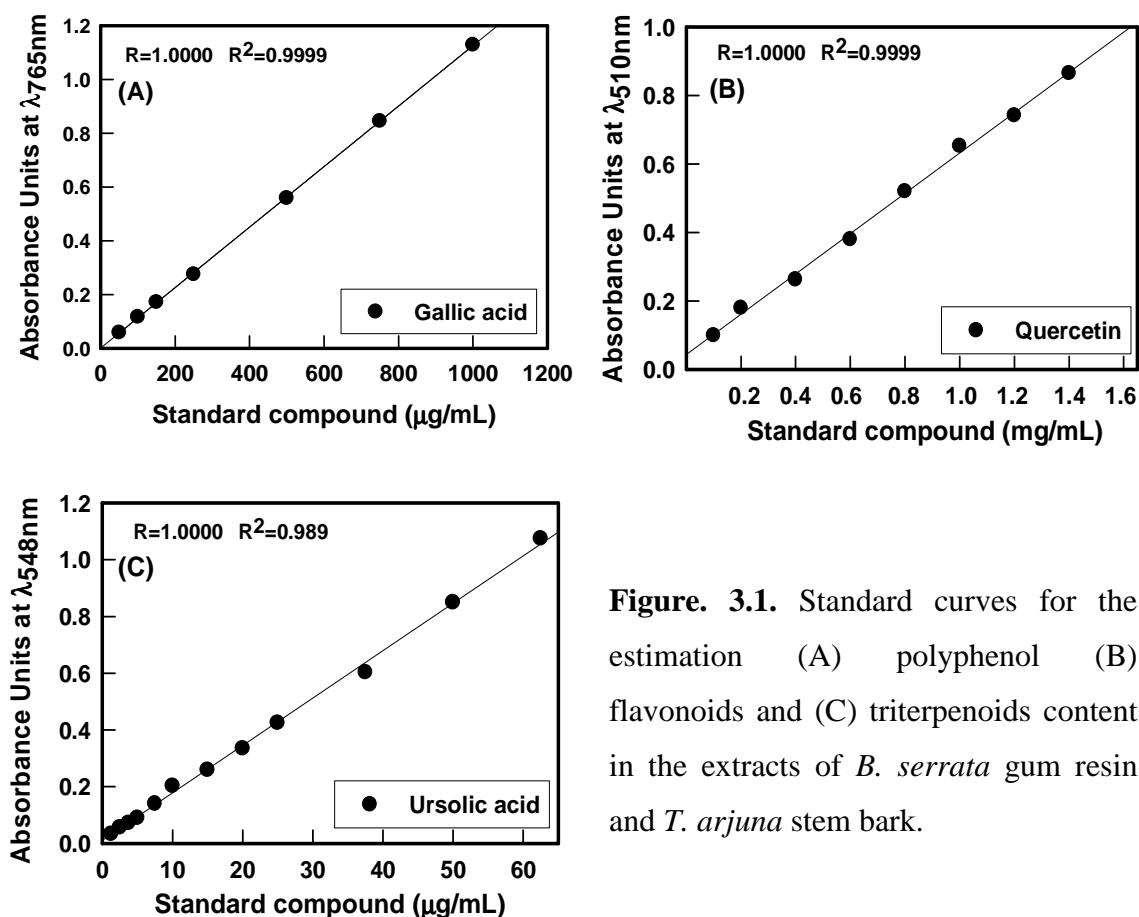 1.2
R=1.0000 R²=0.9999
1.0
(A)
0.8
0.6
0.4
0.2
Gallic acid
0.0
0 200 400 600 800 1000 1200
Absorbance Units at λ765nm
Standard compound (μg/mL)
1.0
R=1.0000 R²=0.9999
(B)
0.8
0.6
0.4
0.2
Quercetin
0.0
0.2 0.4 0.6 0.8 1.0 1.2 1.4 1.6
Absorbance Units at λ510nm
Standard compound (mg/mL)
1.2
R=1.0000 R²=0.989
1.0
(C)
0.8
0.6
0.4
0.2
Ursolic acid
0.0
0 10 20 30 40 50 60
Absorbance Units at λ548nm
Standard compound (μg/mL)
Figure. 3.1. Standard curves for the
estimation (A) polyphenol (B)
flavonoids and (C) triterpenoids content
in the extracts of B. serrata gum resin
and T. arjuna stem bark.